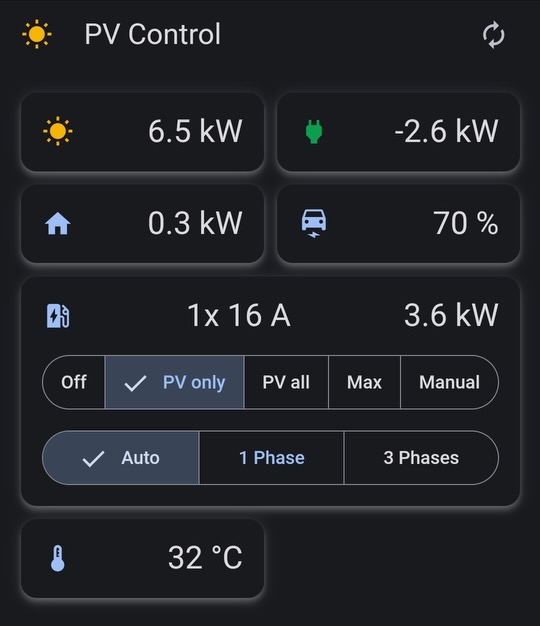 PV Control
6.5 kW
-2.6 kW
0.3 kW
70 %
1x 16 A 3.6 kW
Off PV only PV all Max Manual
Auto 1 Phase 3 Phases
32 °C